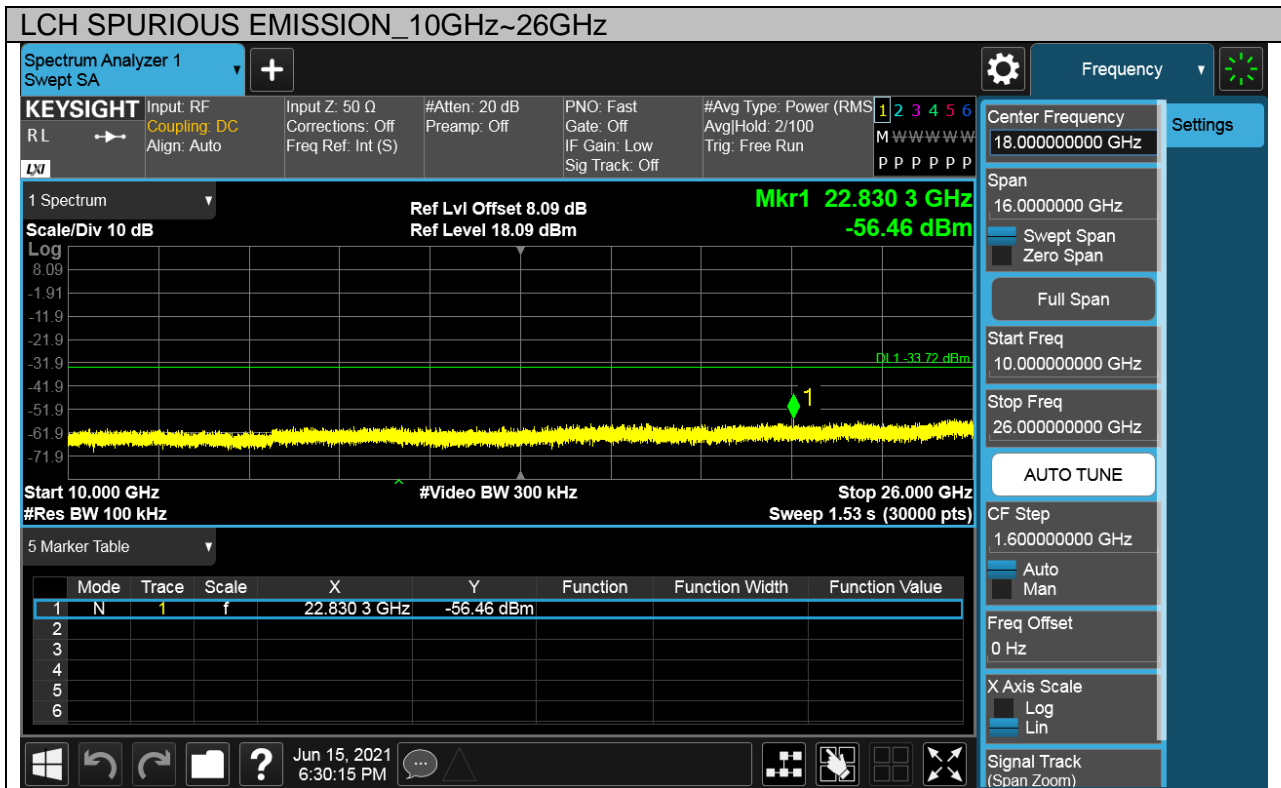 LCH SPURIOUS EMISSION_10GHz~26GHz
Spectrum Analyzer 1
Swept SA
+
Frequency
KEYSIGHT
RL
LXI
Input: RF
Coupling: DC
Align: Auto
Input Z: 50 Ω
Corrections: Off
Freq Ref: Int (S)
#Atten: 20 dB
Preamp: Off
PNO: Fast
Gate: Off
IF Gain: Low
Sig Track: Off
#Avg Type: Power (RMS
Avg|Hold: 2/100
Trig: Free Run
1 2 3 4 5 6
M W W W W W
P P P P P P
1 Spectrum
Scale/Div 10 dB
Ref Lvl Offset 8.09 dB
Ref Level 18.09 dBm
Mkr1 22.830 3 GHz
-56.46 dBm
Log
8.09
-1.91
-11.9
-21.9
-31.9
-41.9
-51.9
-61.9
-71.9
DL1 -33.72 dBm
1
Start 10.000 GHz
#Res BW 100 kHz
#Video BW 300 kHz
Stop 26.000 GHz
Sweep 1.53 s (30000 pts)
5 Marker Table
Mode Trace Scale X Y Function Function Width Function Value
1 N 1 f 22.830 3 GHz -56.46 dBm
2
3
4
5
6
Center Frequency
18.000000000 GHz
Span
16.0000000 GHz
Swept Span
Zero Span
Full Span
Start Freq
10.000000000 GHz
Stop Freq
26.000000000 GHz
AUTO TUNE
CF Step
1.600000000 GHz
Auto
Man
Freq Offset
0 Hz
X Axis Scale
Log
Lin
Signal Track
(Span Zoom)
Settings
?
Jun 15, 2021
6:30:15 PM